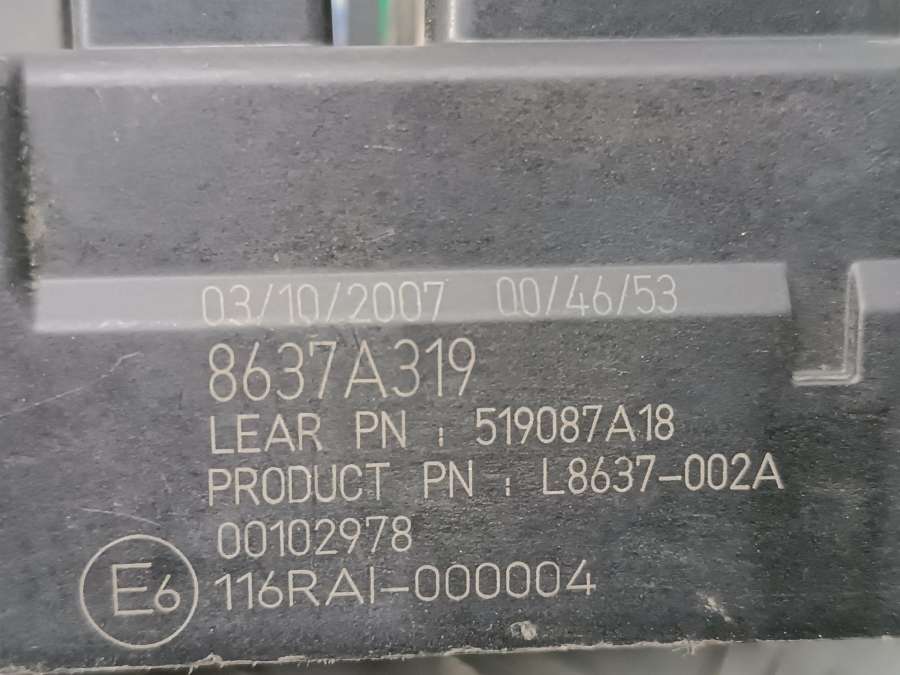 03/10/2007 00/46/53
8637A319
LEAR PN : 519087A18
PRODUCT PN : L8637-002A
00102978
E6 116RAI-000004